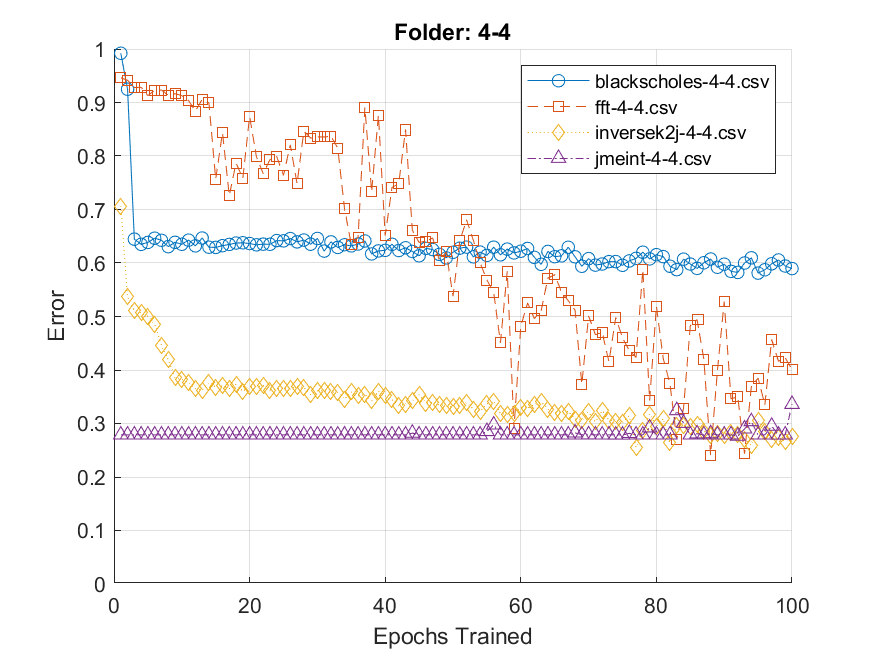 Folder: 4-4
1
0.9
0.8
0.7
0.6
0.5
0.4
0.3
0.2
0.1
0
Error
blackscholes-4-4.csv
fft-4-4.csv
inversek2j-4-4.csv
jmeint-4-4.csv
0 20 40 60 80 100
Epochs Trained